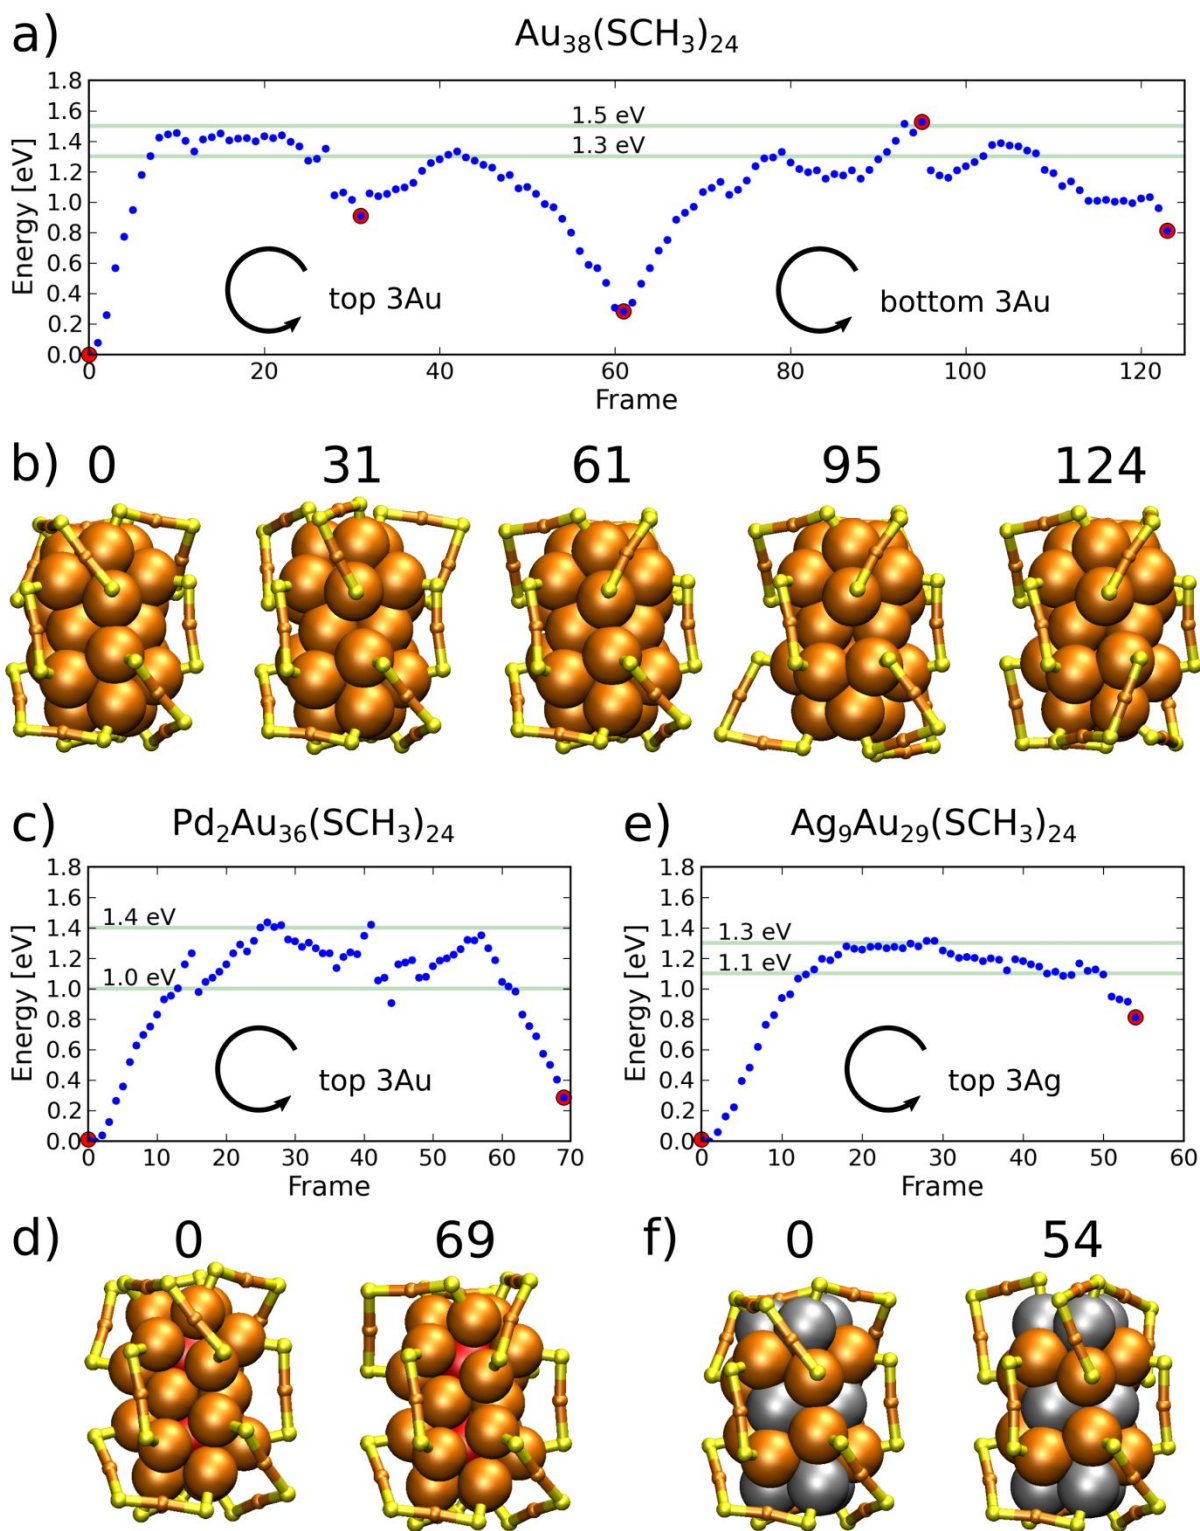 a)
Au₃₈(SCH₃)₂₄
Energy [eV]
1.8
1.6
1.4
1.2
1.0
0.8
0.6
0.4
0.2
0.0
1.5 eV
1.3 eV
top 3Au
bottom 3Au
0 20 40 60 80 100 120
Frame
b) 0 31 61 95 124
c)
Pd₂Au₃₆(SCH₃)₂₄
Energy [eV]
1.8
1.6
1.4
1.2
1.0
0.8
0.6
0.4
0.2
0.0
1.4 eV
1.0 eV
top 3Au
0 10 20 30 40 50 60 70
Frame
e)
Ag₉Au₂₉(SCH₃)₂₄
Energy [eV]
1.8
1.6
1.4
1.2
1.0
0.8
0.6
0.4
0.2
0.0
1.3 eV
1.1 eV
top 3Ag
0 10 20 30 40 50 60
Frame
d) 0 69
f) 0 54